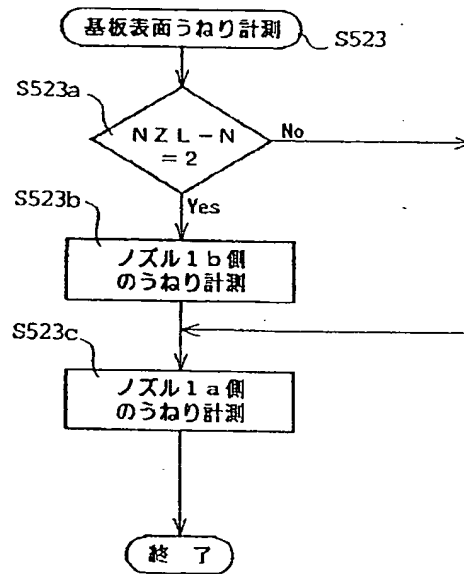 基板表面うねり計測
S523
S523a
NZL-N
=2
No
Yes
S523b
ノズル1b側
のうねり計測
S523c
ノズル1a側
のうねり計測
終了